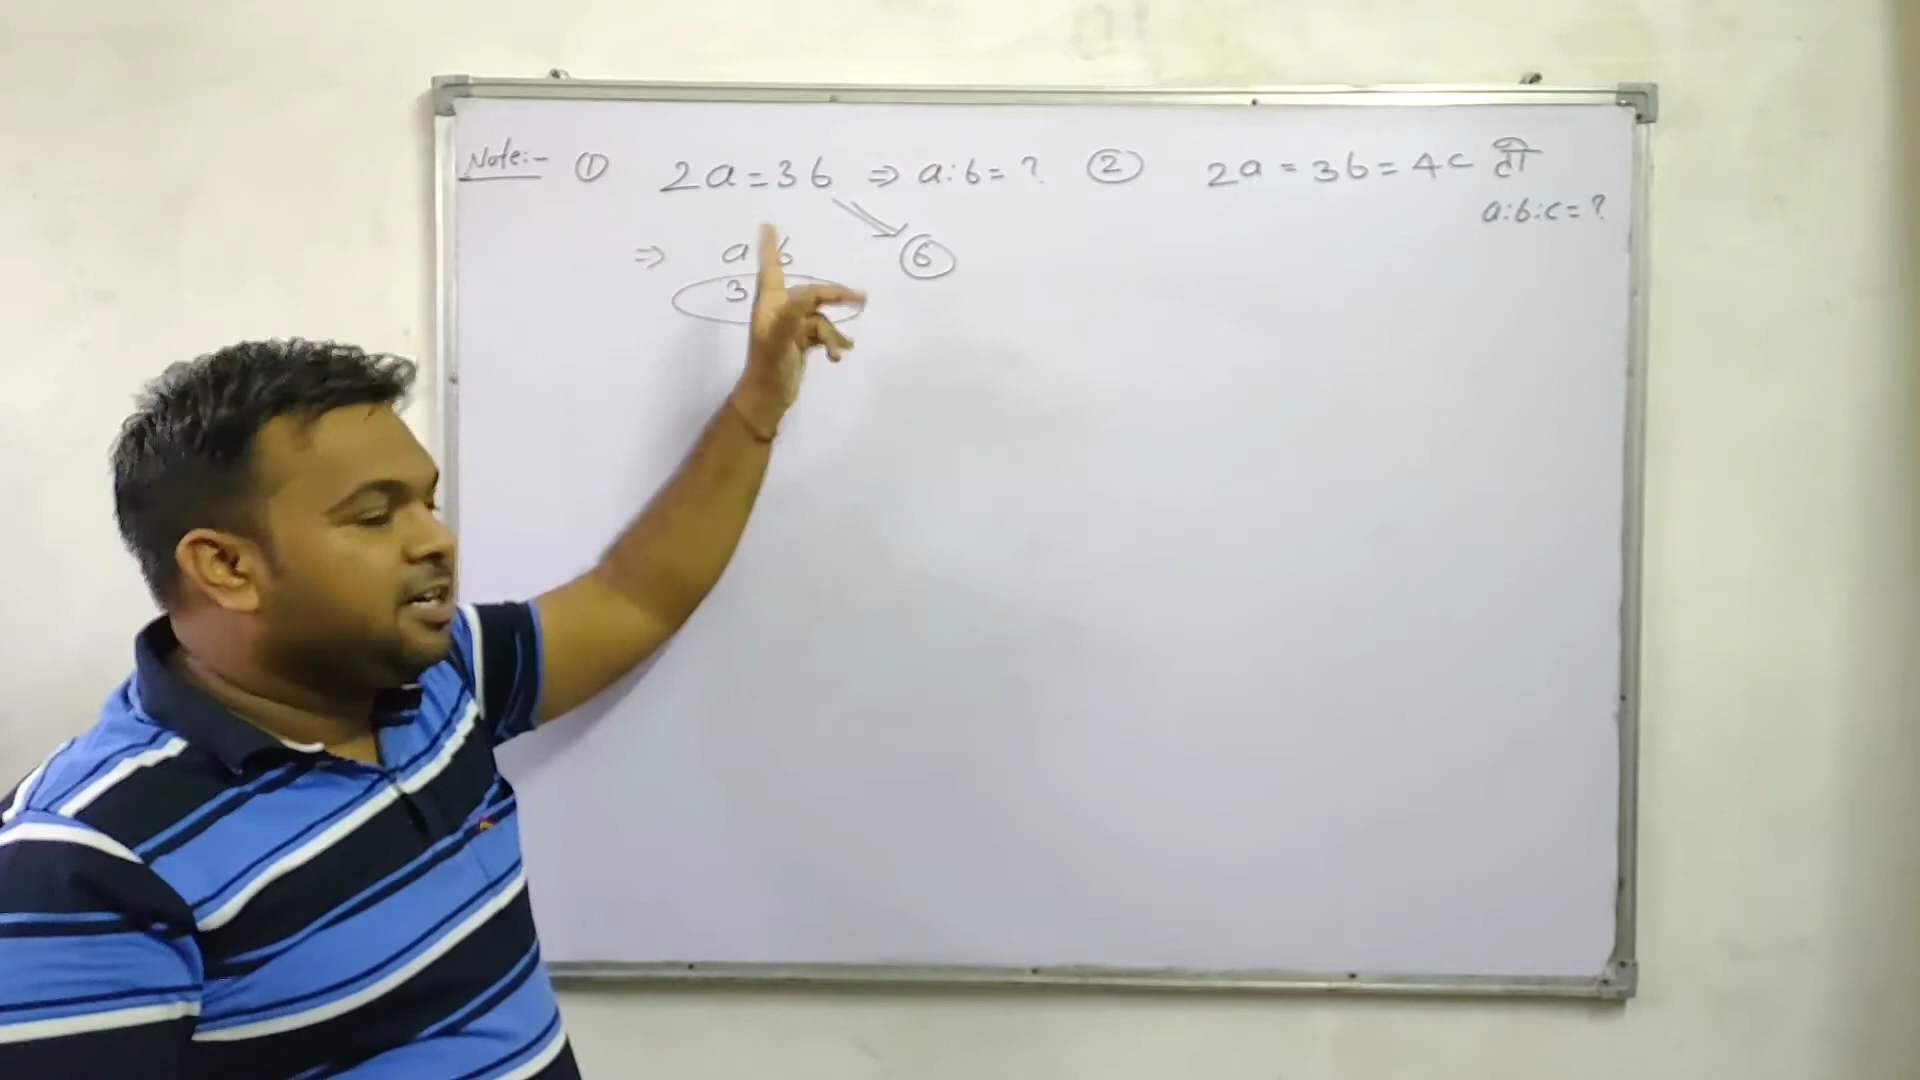 Note:- ① 2a=3b ⇒ a:b=? ② 2a=3b=4c तो
a:b:c=?
⇒ a b ⑥
3